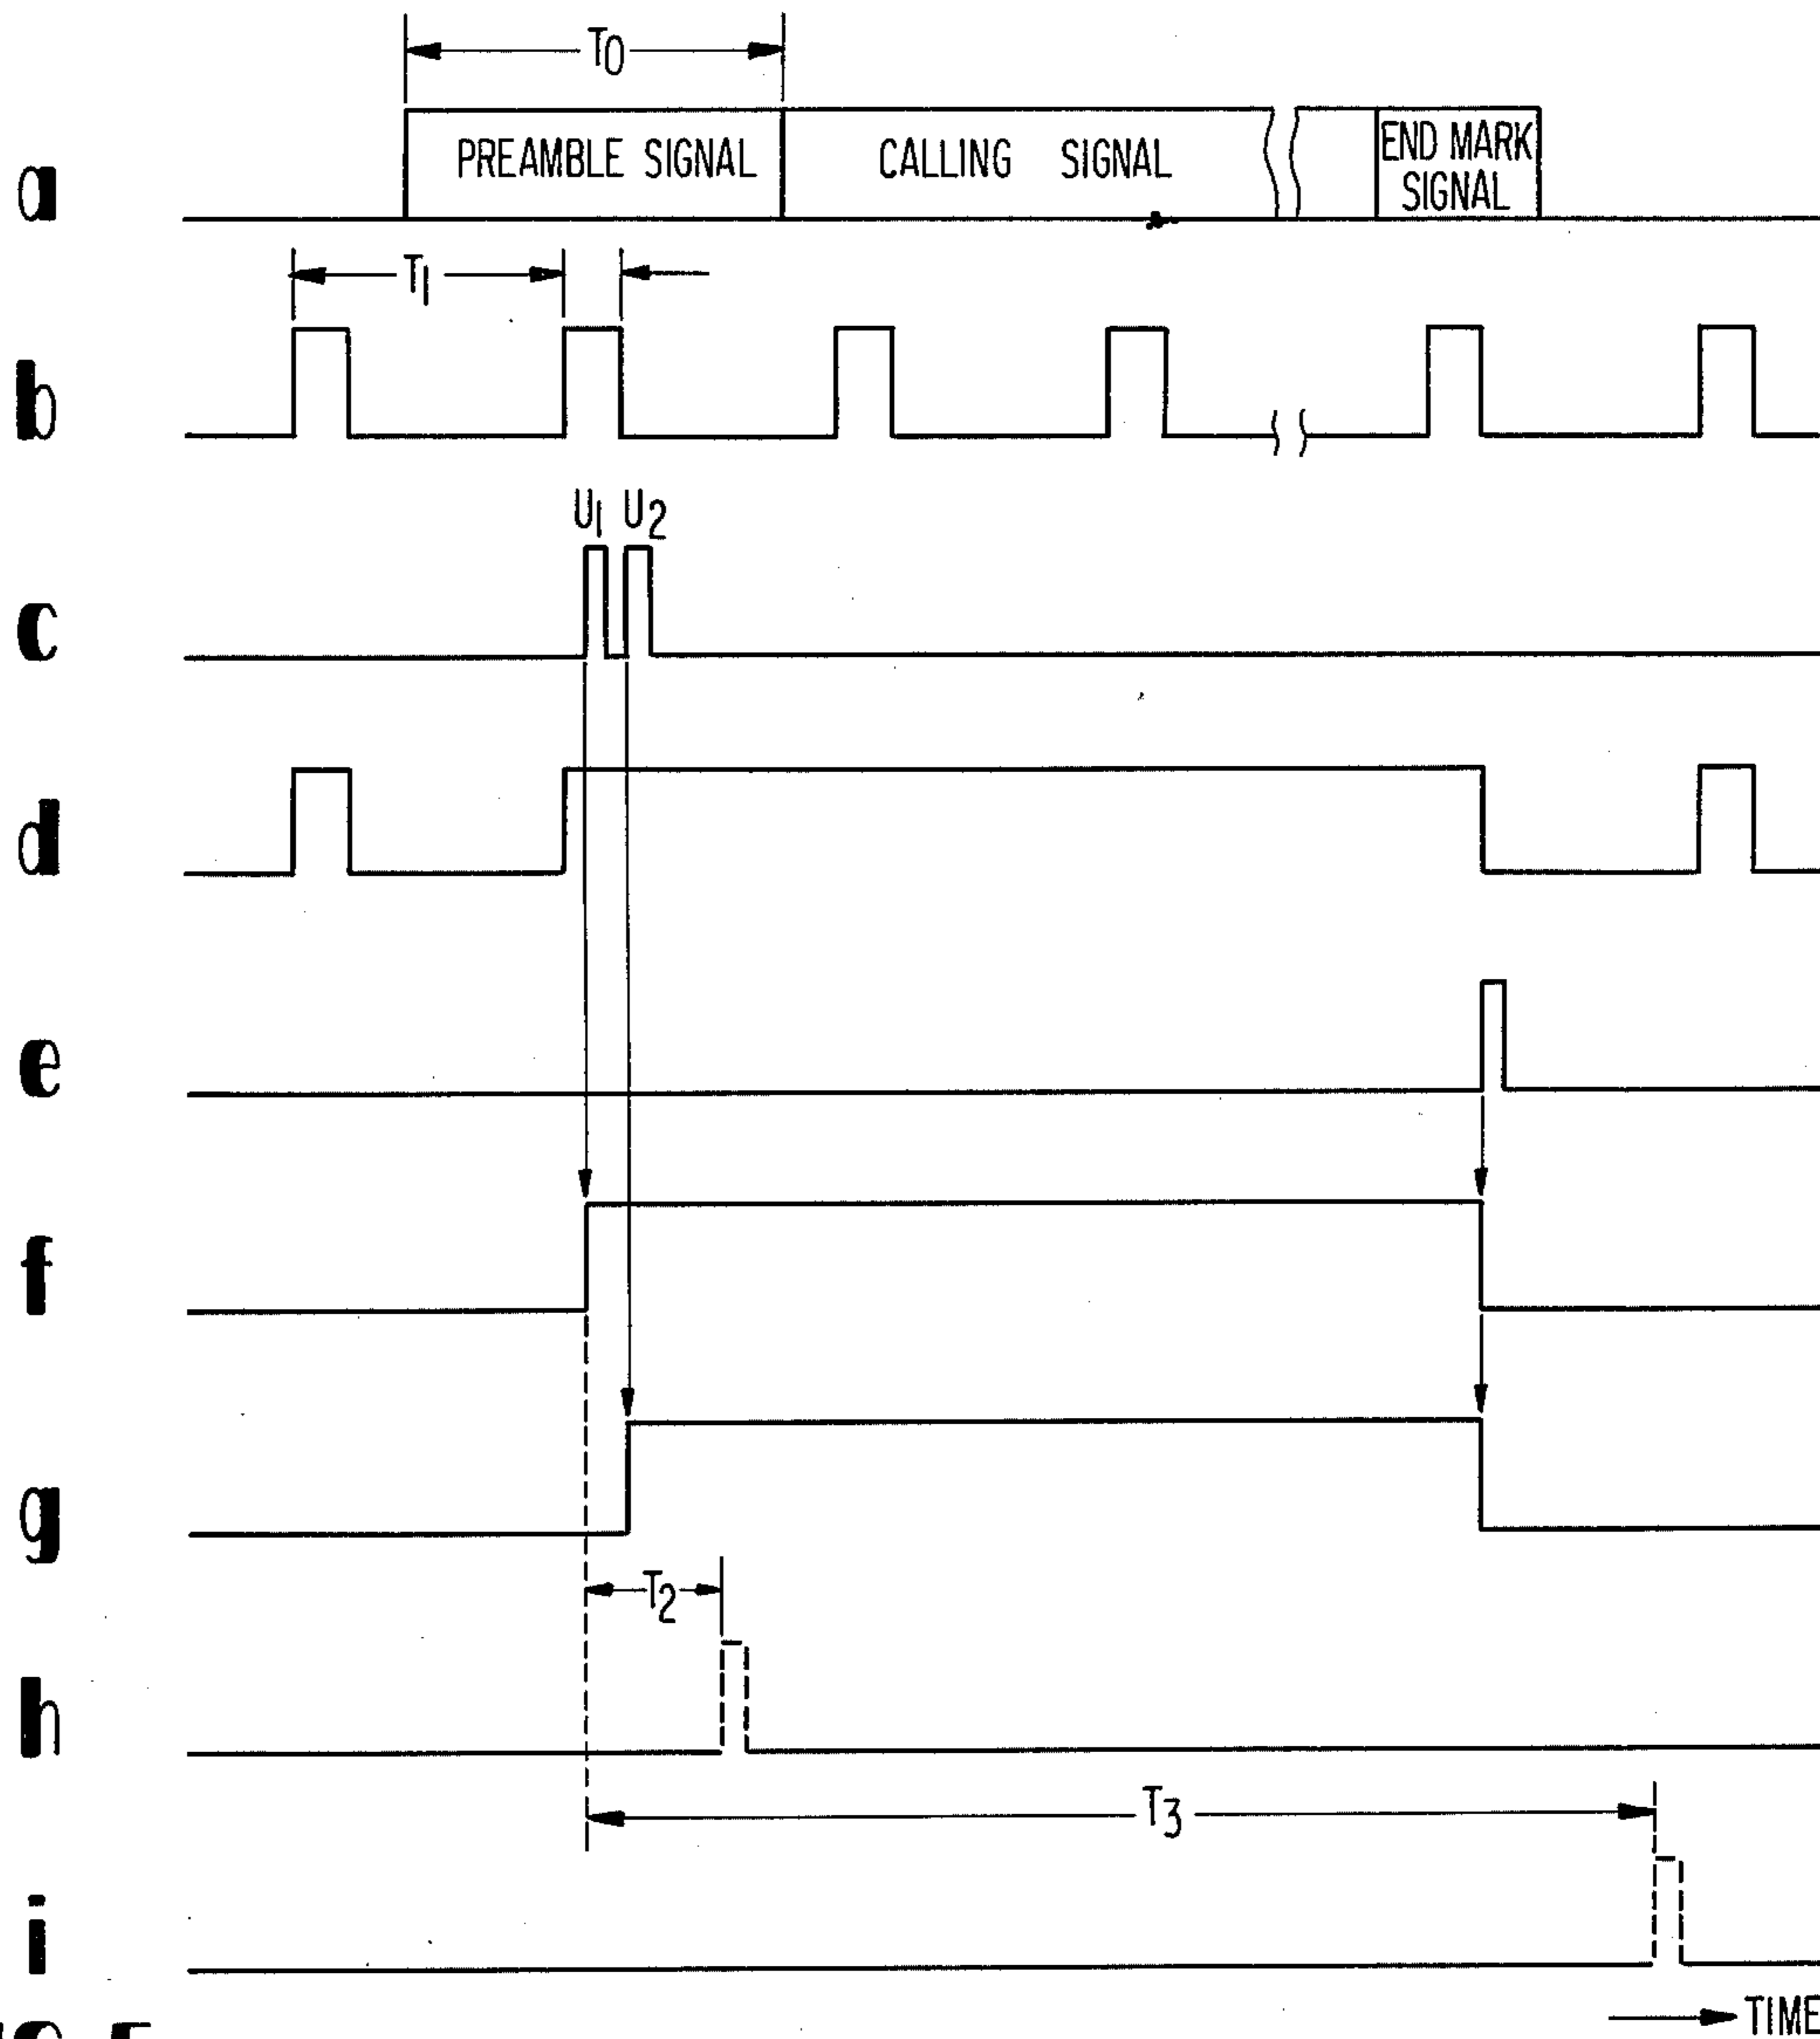 T0
a PREAMBLE SIGNAL CALLING SIGNAL END MARK SIGNAL
T1
b
U1 U2
c
d
e
f
g
T2
h
T3
i
TIME